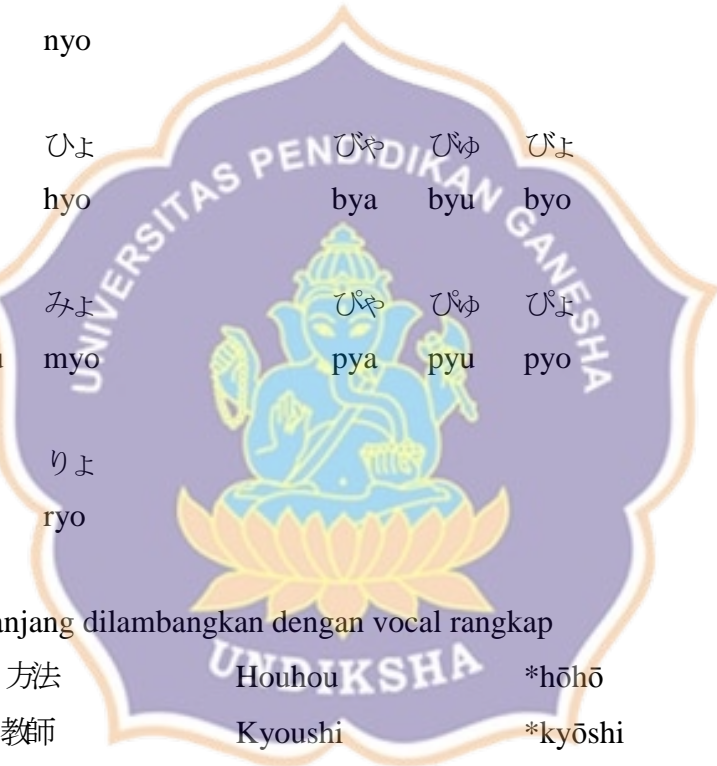 nyo
ひょ びゃ びゅ びょ
hyo bya byu byo
みょ ぴゃ ぴゅ ぴょ
myo pya pyu pyo
りょ
ryo
anjang dilambangkan dengan vocal rangkap
方法 Houhou *hōhō
教師 Kyoushi *kyōshi
UNIVERSITAS PENDIDIKAN GANESHA
UNDIKSHA